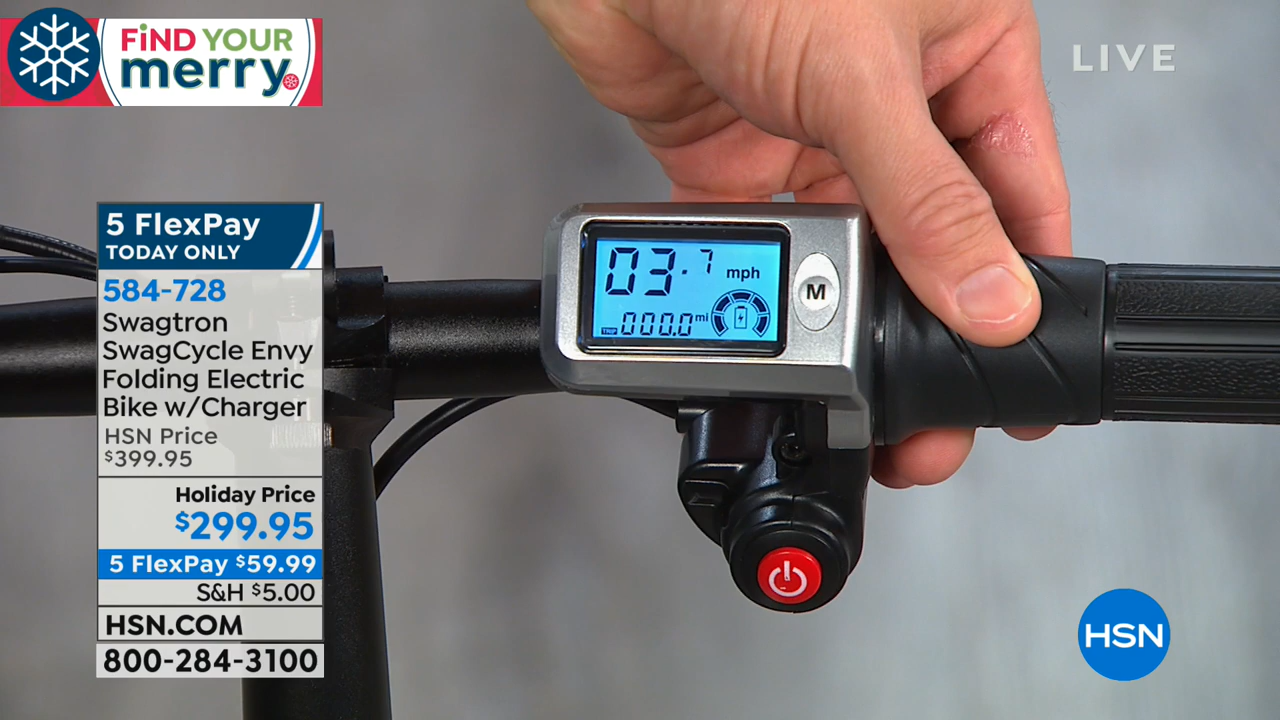 FiND YOUR
merry
LIVE
5 FlexPay
TODAY ONLY
584-728
Swagtron
SwagCycle Envy
Folding Electric
Bike w/Charger
HSN Price
$399.95
Holiday Price
$299.95
5 FlexPay $59.99
S&H $5.00
HSN.COM
800-284-3100
03.7 mph
TRIP 000.0 mi
M
HSN